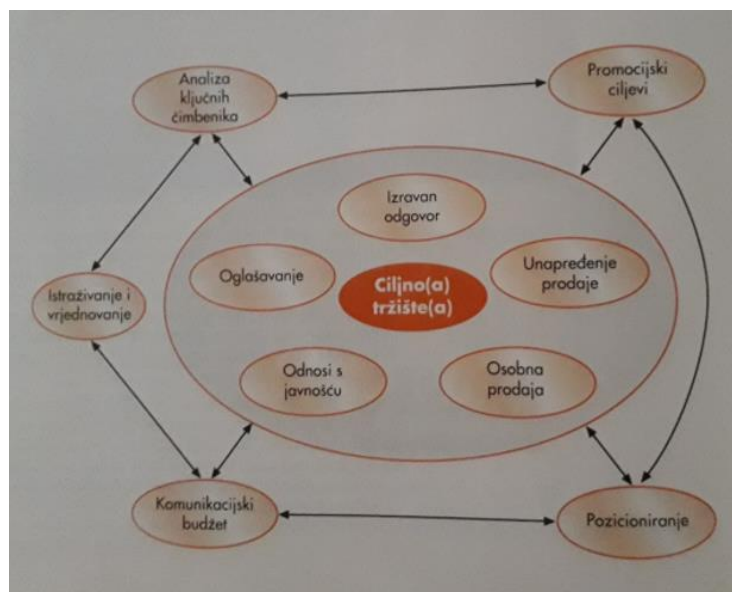 Analiza
ključnih
čimbenika
Promocijski
ciljevi
Izravan
odgovor
Oglašavanje
Ciljno(a)
tržište(a)
Unapređenje
prodaje
Istraživanje i
vrjednovanje
Odnosi s
javnošću
Osobna
prodaja
Komunikacijski
budžet
Pozicioniranje